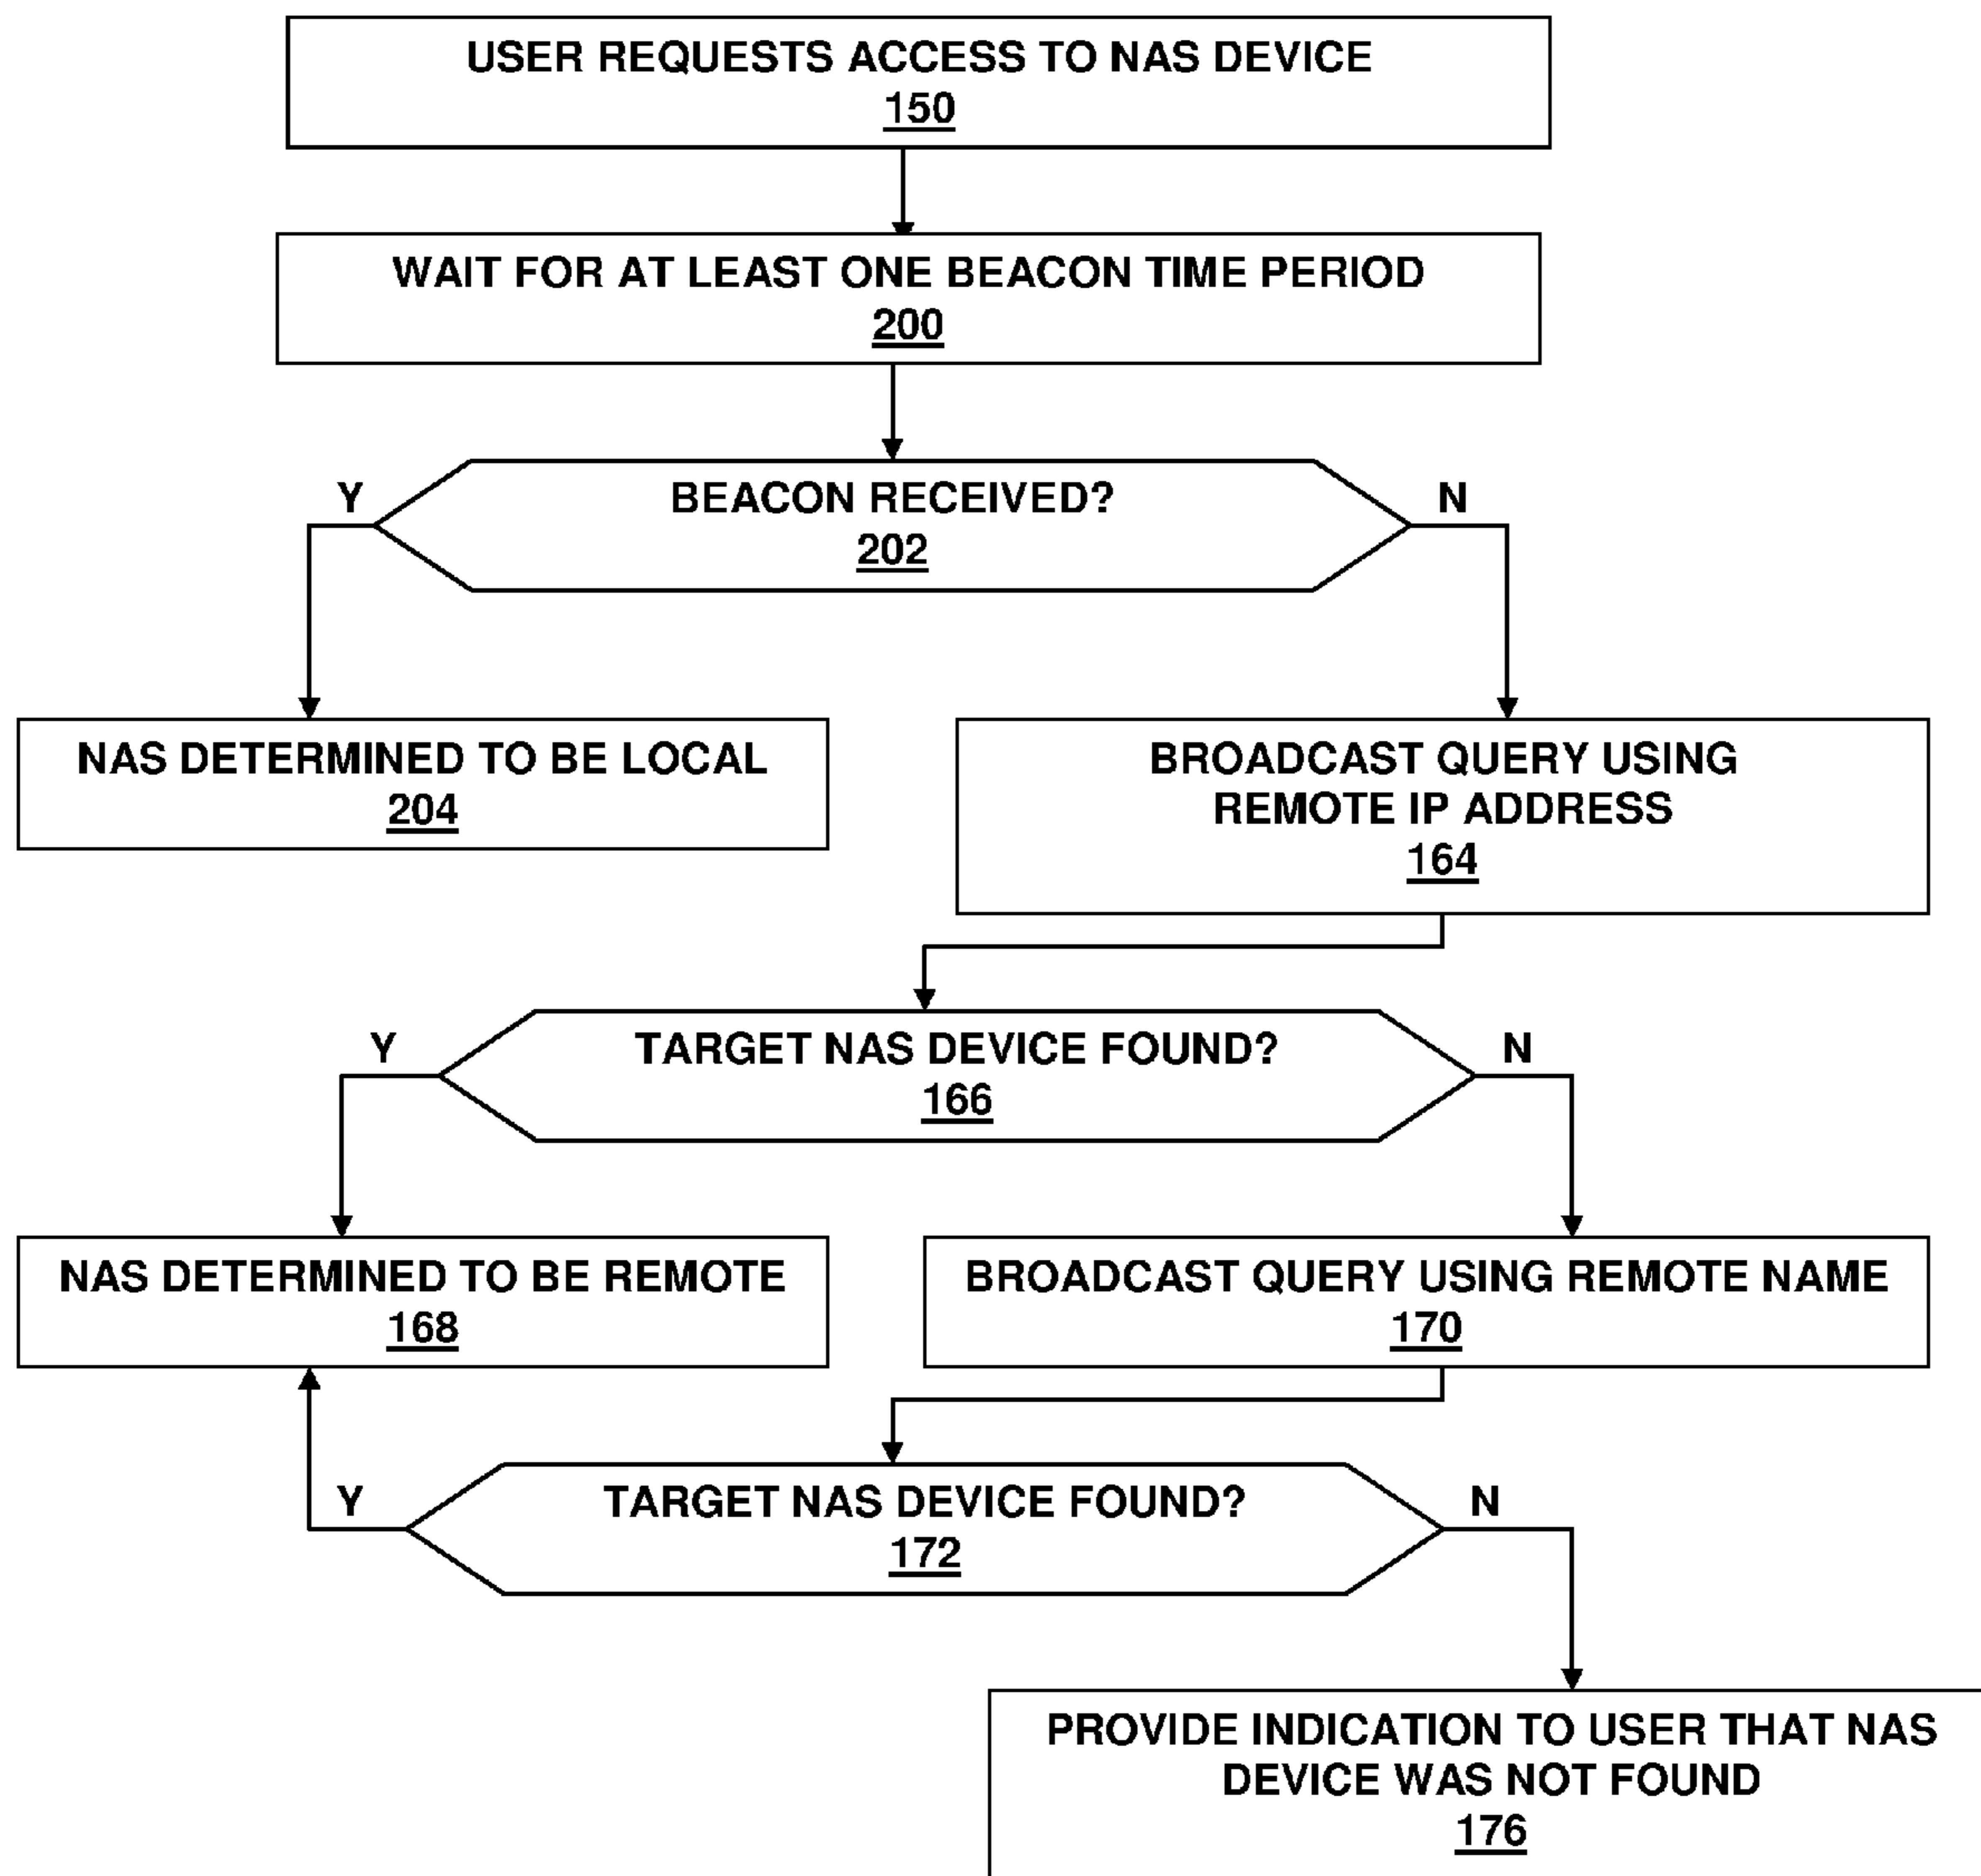 USER REQUESTS ACCESS TO NAS DEVICE
150
WAIT FOR AT LEAST ONE BEACON TIME PERIOD
200
Y
BEACON RECEIVED?
N
202
NAS DETERMINED TO BE LOCAL
204
BROADCAST QUERY USING
REMOTE IP ADDRESS
164
Y
TARGET NAS DEVICE FOUND?
N
166
NAS DETERMINED TO BE REMOTE
168
BROADCAST QUERY USING REMOTE NAME
170
Y
TARGET NAS DEVICE FOUND?
N
172
PROVIDE INDICATION TO USER THAT NAS
DEVICE WAS NOT FOUND
176